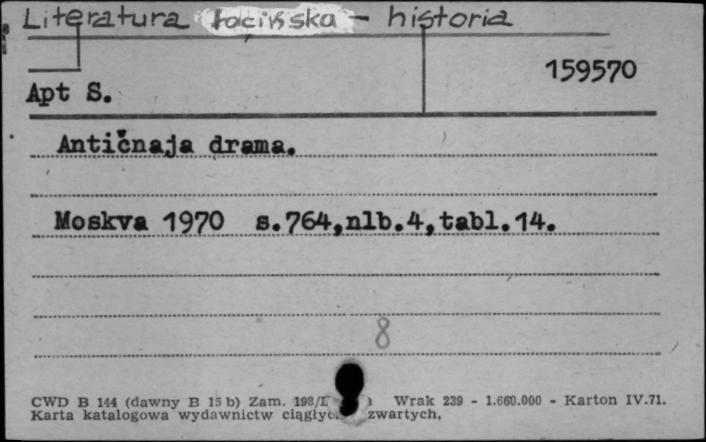 Literatura łacińska - historia
159570
Apt S.
Antičnaja drama.
Moskva 1970 s.764,nlb.4,tabl.14.
8
CWD B 144 (dawny B 15 b) Zam. 198/ Wrak 239 - 1.660.000 - Karton IV.71.
Karta katalogowa wydawnictw zwartych,